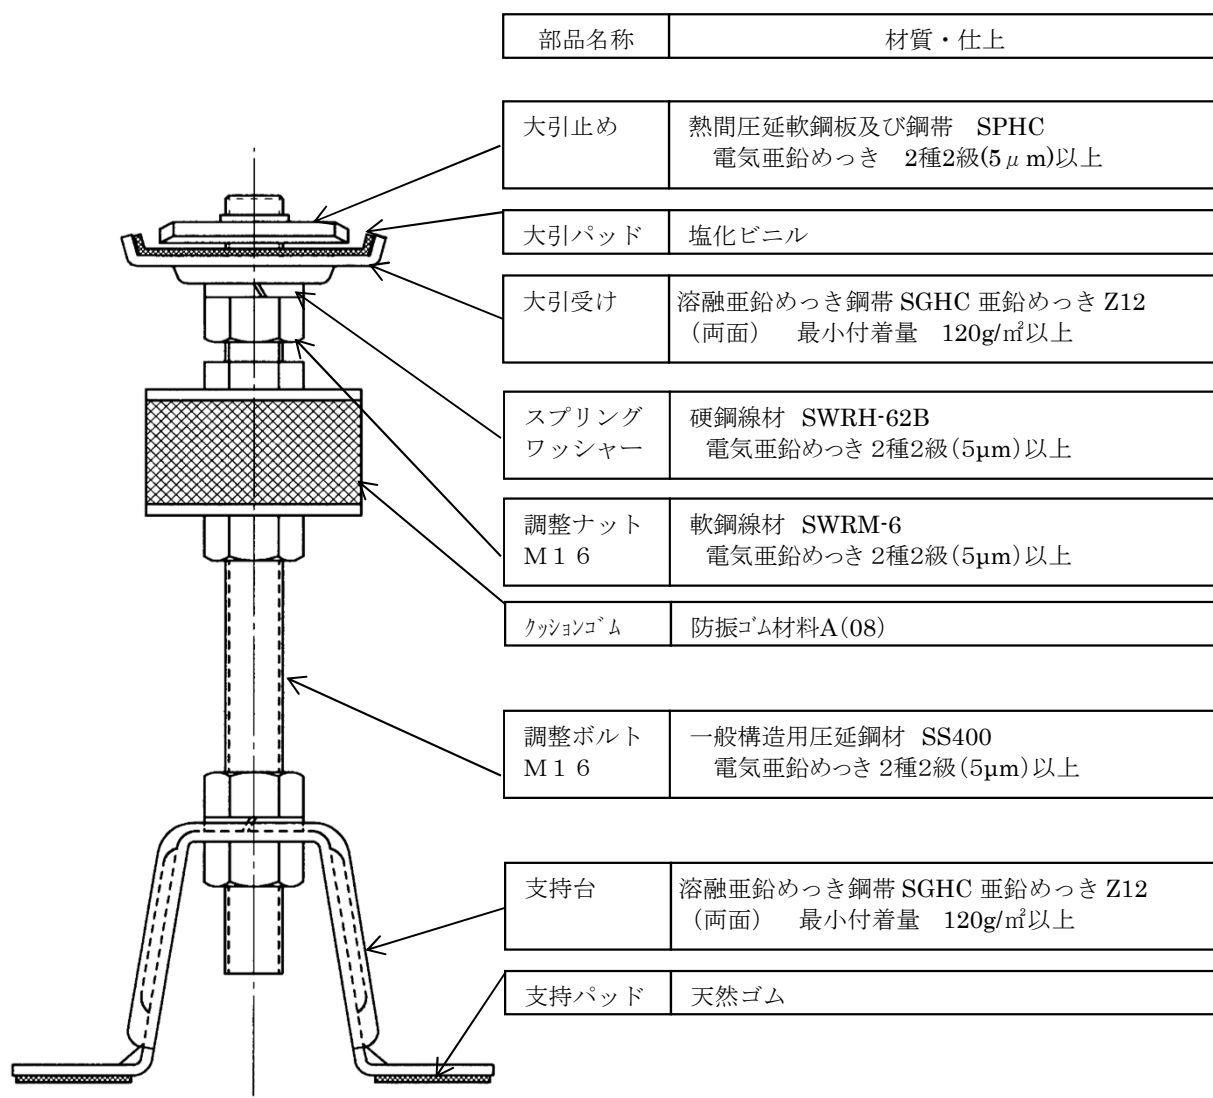 部品名称 材質・仕上
大引止め 熱間圧延軟鋼板及び鋼帯 SPHC
電気亜鉛めっき 2種2級(5μm)以上
大引パッド 塩化ビニル
大引受け 溶融亜鉛めっき鋼帯 SGHC 亜鉛めっき Z12
(両面) 最小付着量 120g/㎡以上
スプリング 硬鋼線材 SWRH-62B
ワッシャー 電気亜鉛めっき 2種2級(5μm)以上
調整ナット 軟鋼線材 SWRM-6
M16 電気亜鉛めっき 2種2級(5μm)以上
クッションゴム 防振ゴム材料A(08)
調整ボルト 一般構造用圧延鋼材 SS400
M16 電気亜鉛めっき 2種2級(5μm)以上
支持台 溶融亜鉛めっき鋼帯 SGHC 亜鉛めっき Z12
(両面) 最小付着量 120g/㎡以上
支持パッド 天然ゴム